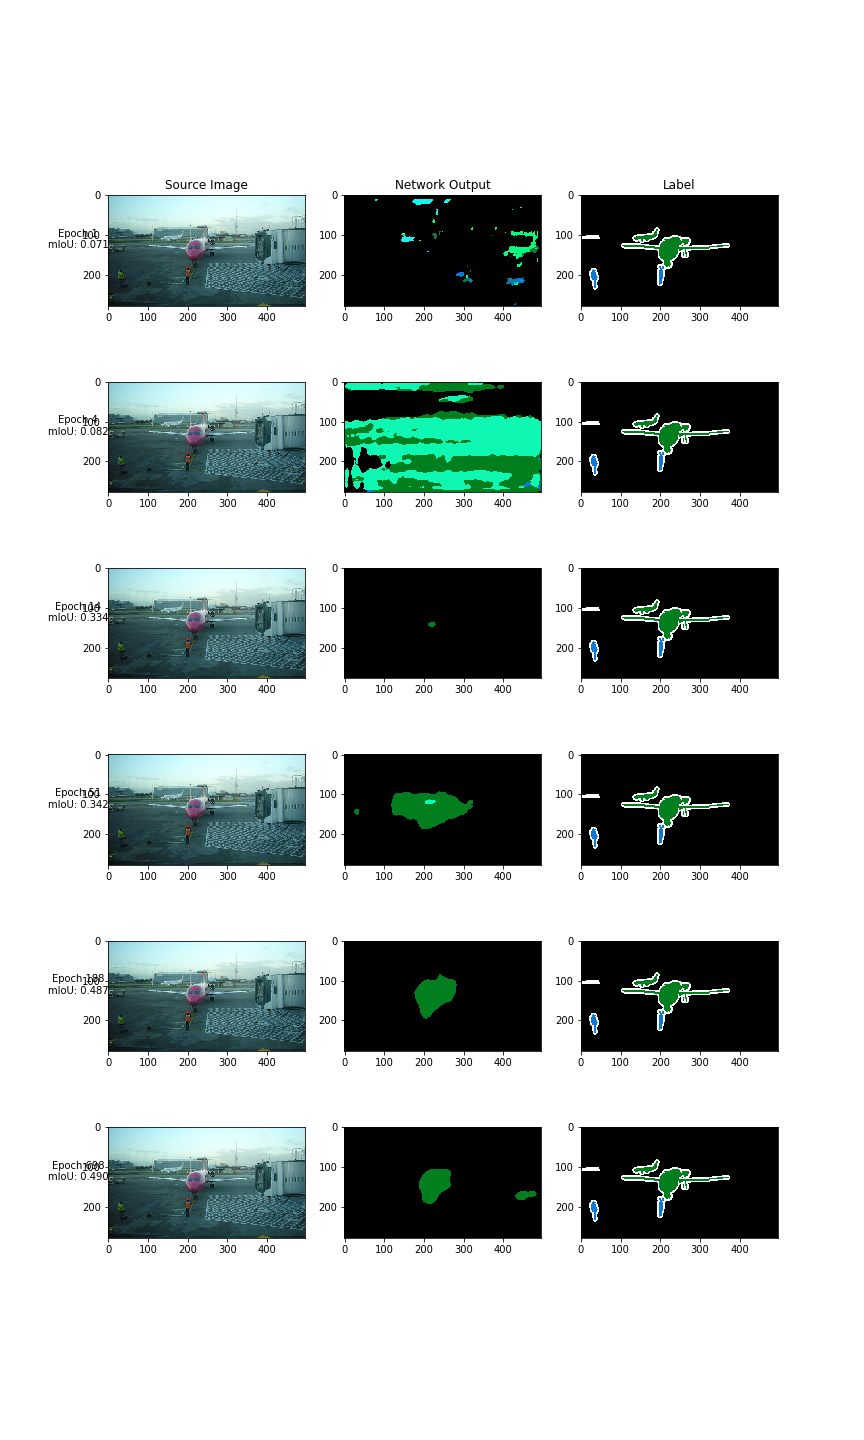 Source Image Network Output Label
Epoch 1
mIoU: 0.071
0 0 0
100 100 100
200 200 200
0 100 200 300 400 0 100 200 300 400 0 100 200 300 400
Epoch 4
mIoU: 0.082
0 0 0
100 100 100
200 200 200
0 100 200 300 400 0 100 200 300 400 0 100 200 300 400
Epoch 14
mIoU: 0.334
0 0 0
100 100 100
200 200 200
0 100 200 300 400 0 100 200 300 400 0 100 200 300 400
Epoch 51
mIoU: 0.342
0 0 0
100 100 100
200 200 200
0 100 200 300 400 0 100 200 300 400 0 100 200 300 400
Epoch 188
mIoU: 0.487
0 0 0
100 100 100
200 200 200
0 100 200 300 400 0 100 200 300 400 0 100 200 300 400
Epoch 698
mIoU: 0.490
0 0 0
100 100 100
200 200 200
0 100 200 300 400 0 100 200 300 400 0 100 200 300 400